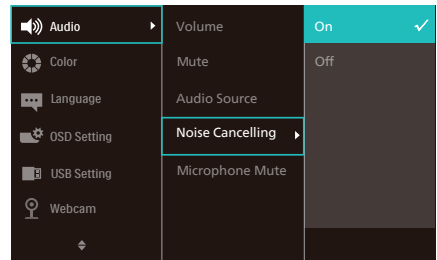 Audio
Color
Language
OSD Setting
USB Setting
Webcam
Volume
Mute
Audio Source
Noise Cancelling
Microphone Mute
On
Off